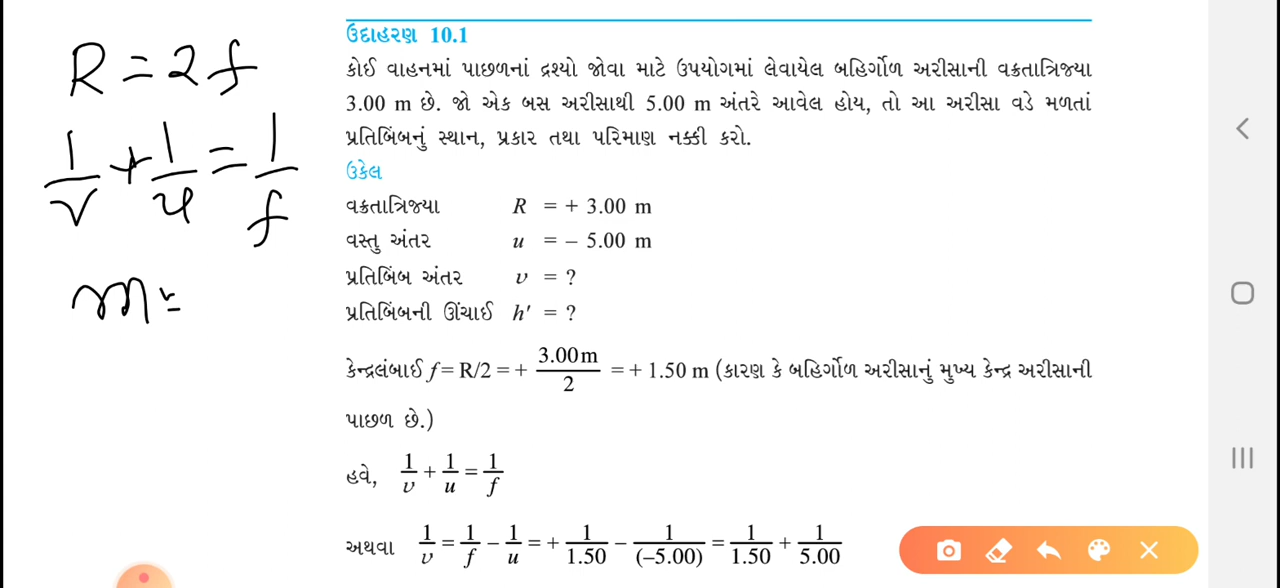 R = 2f
1/v + 1/u = 1/f
m =
ઉદાહરણ 10.1
કોઈ વાહનમાં પાછળનાં દૃશ્યો જોવા માટે ઉપયોગમાં લેવાયેલ બહિર્ગોળ અરીસાની વક્રતાત્રિજ્યા
3.00 m છે. જો એક બસ અરીસાથી 5.00 m અંતરે આવેલ હોય, તો આ અરીસા વડે મળતાં
પ્રતિબિંબનું સ્થાન, પ્રકાર તથા પરિમાણ નક્કી કરો.
ઉકેલ
વક્રતાત્રિજ્યા R = + 3.00 m
વસ્તુ અંતર u = – 5.00 m
પ્રતિબિંબ અંતર v = ?
પ્રતિબિંબની ઊંચાઈ h' = ?
કેન્દ્રલંબાઈ f = R/2 = + 3.00 m/2 = + 1.50 m (કારણ કે બહિર્ગોળ અરીસાનું મુખ્ય કેન્દ્ર અરીસાની
પાછળ છે.)
હવે, 1/v + 1/u = 1/f
અથવા 1/v = 1/f – 1/u = + 1/1.50 – 1/(–5.00) = 1/1.50 + 1/5.00